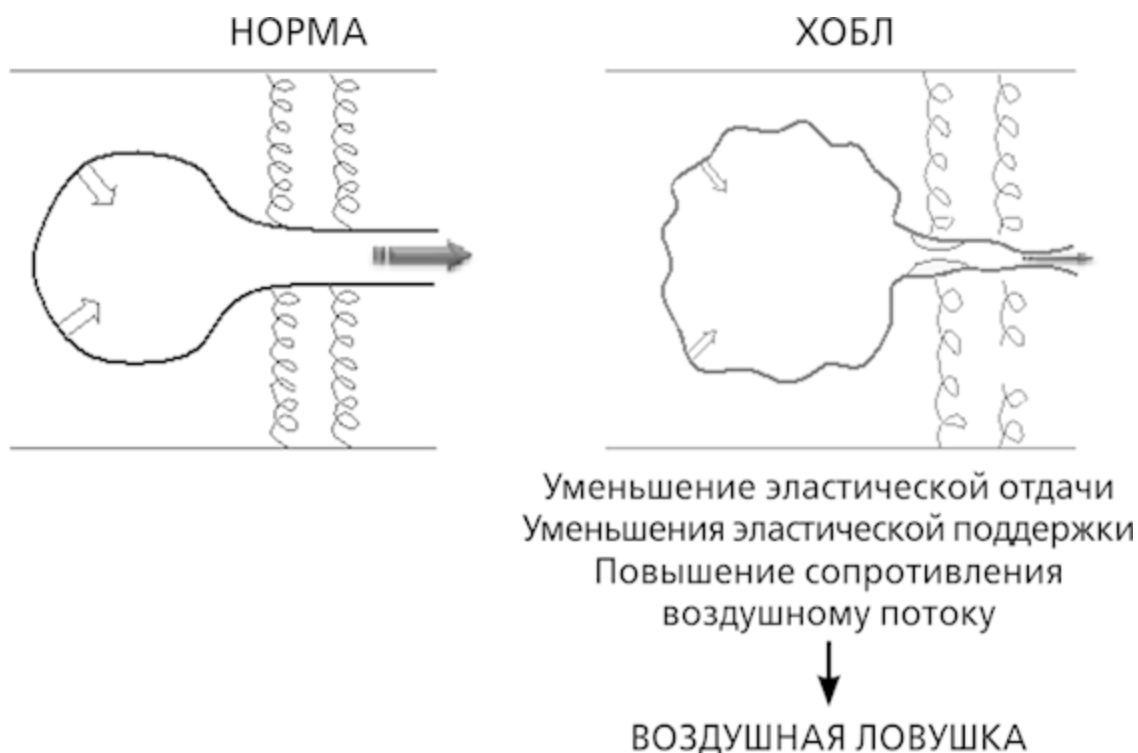 НОРМА
ХОБЛ
Уменьшение эластической отдачи
Уменьшения эластической поддержки
Повышение сопротивления
воздушному потоку
ВОЗДУШНАЯ ЛОВУШКА